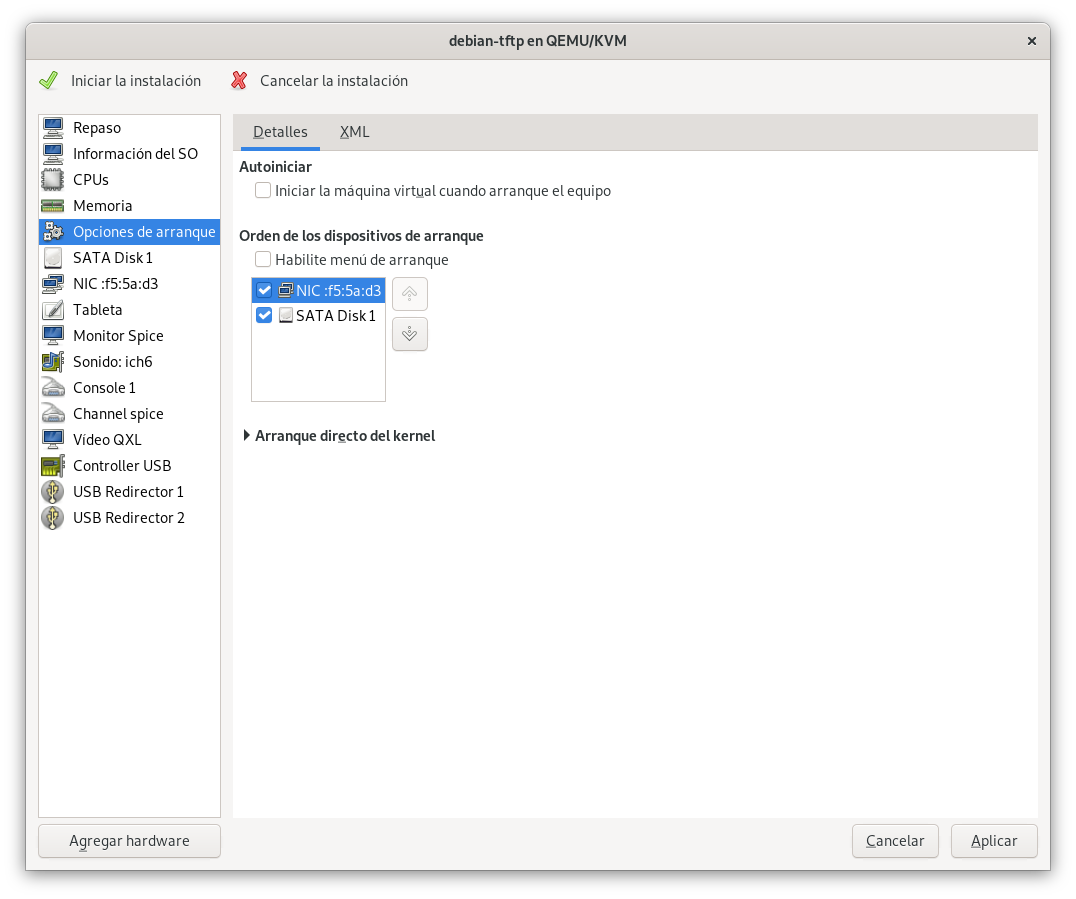 debian-tftp en QEMU/KVM
Iniciar la instalación
Cancelar la instalación
Repaso
Información del SO
CPUs
Memoria
Opciones de arranque
SATA Disk 1
NIC :f5:5a:d3
Tableta
Monitor Spice
Sonido: ich6
Console 1
Channel spice
Vídeo QXL
Controller USB
USB Redirector 1
USB Redirector 2
Agregar hardware
Detalles
XML
Autoiniciar
Iniciar la máquina virtual cuando arranque el equipo
Orden de los dispositivos de arranque
Habilite menú de arranque
NIC :f5:5a:d3
SATA Disk 1
Arranque directo del kernel
Cancelar
Aplicar